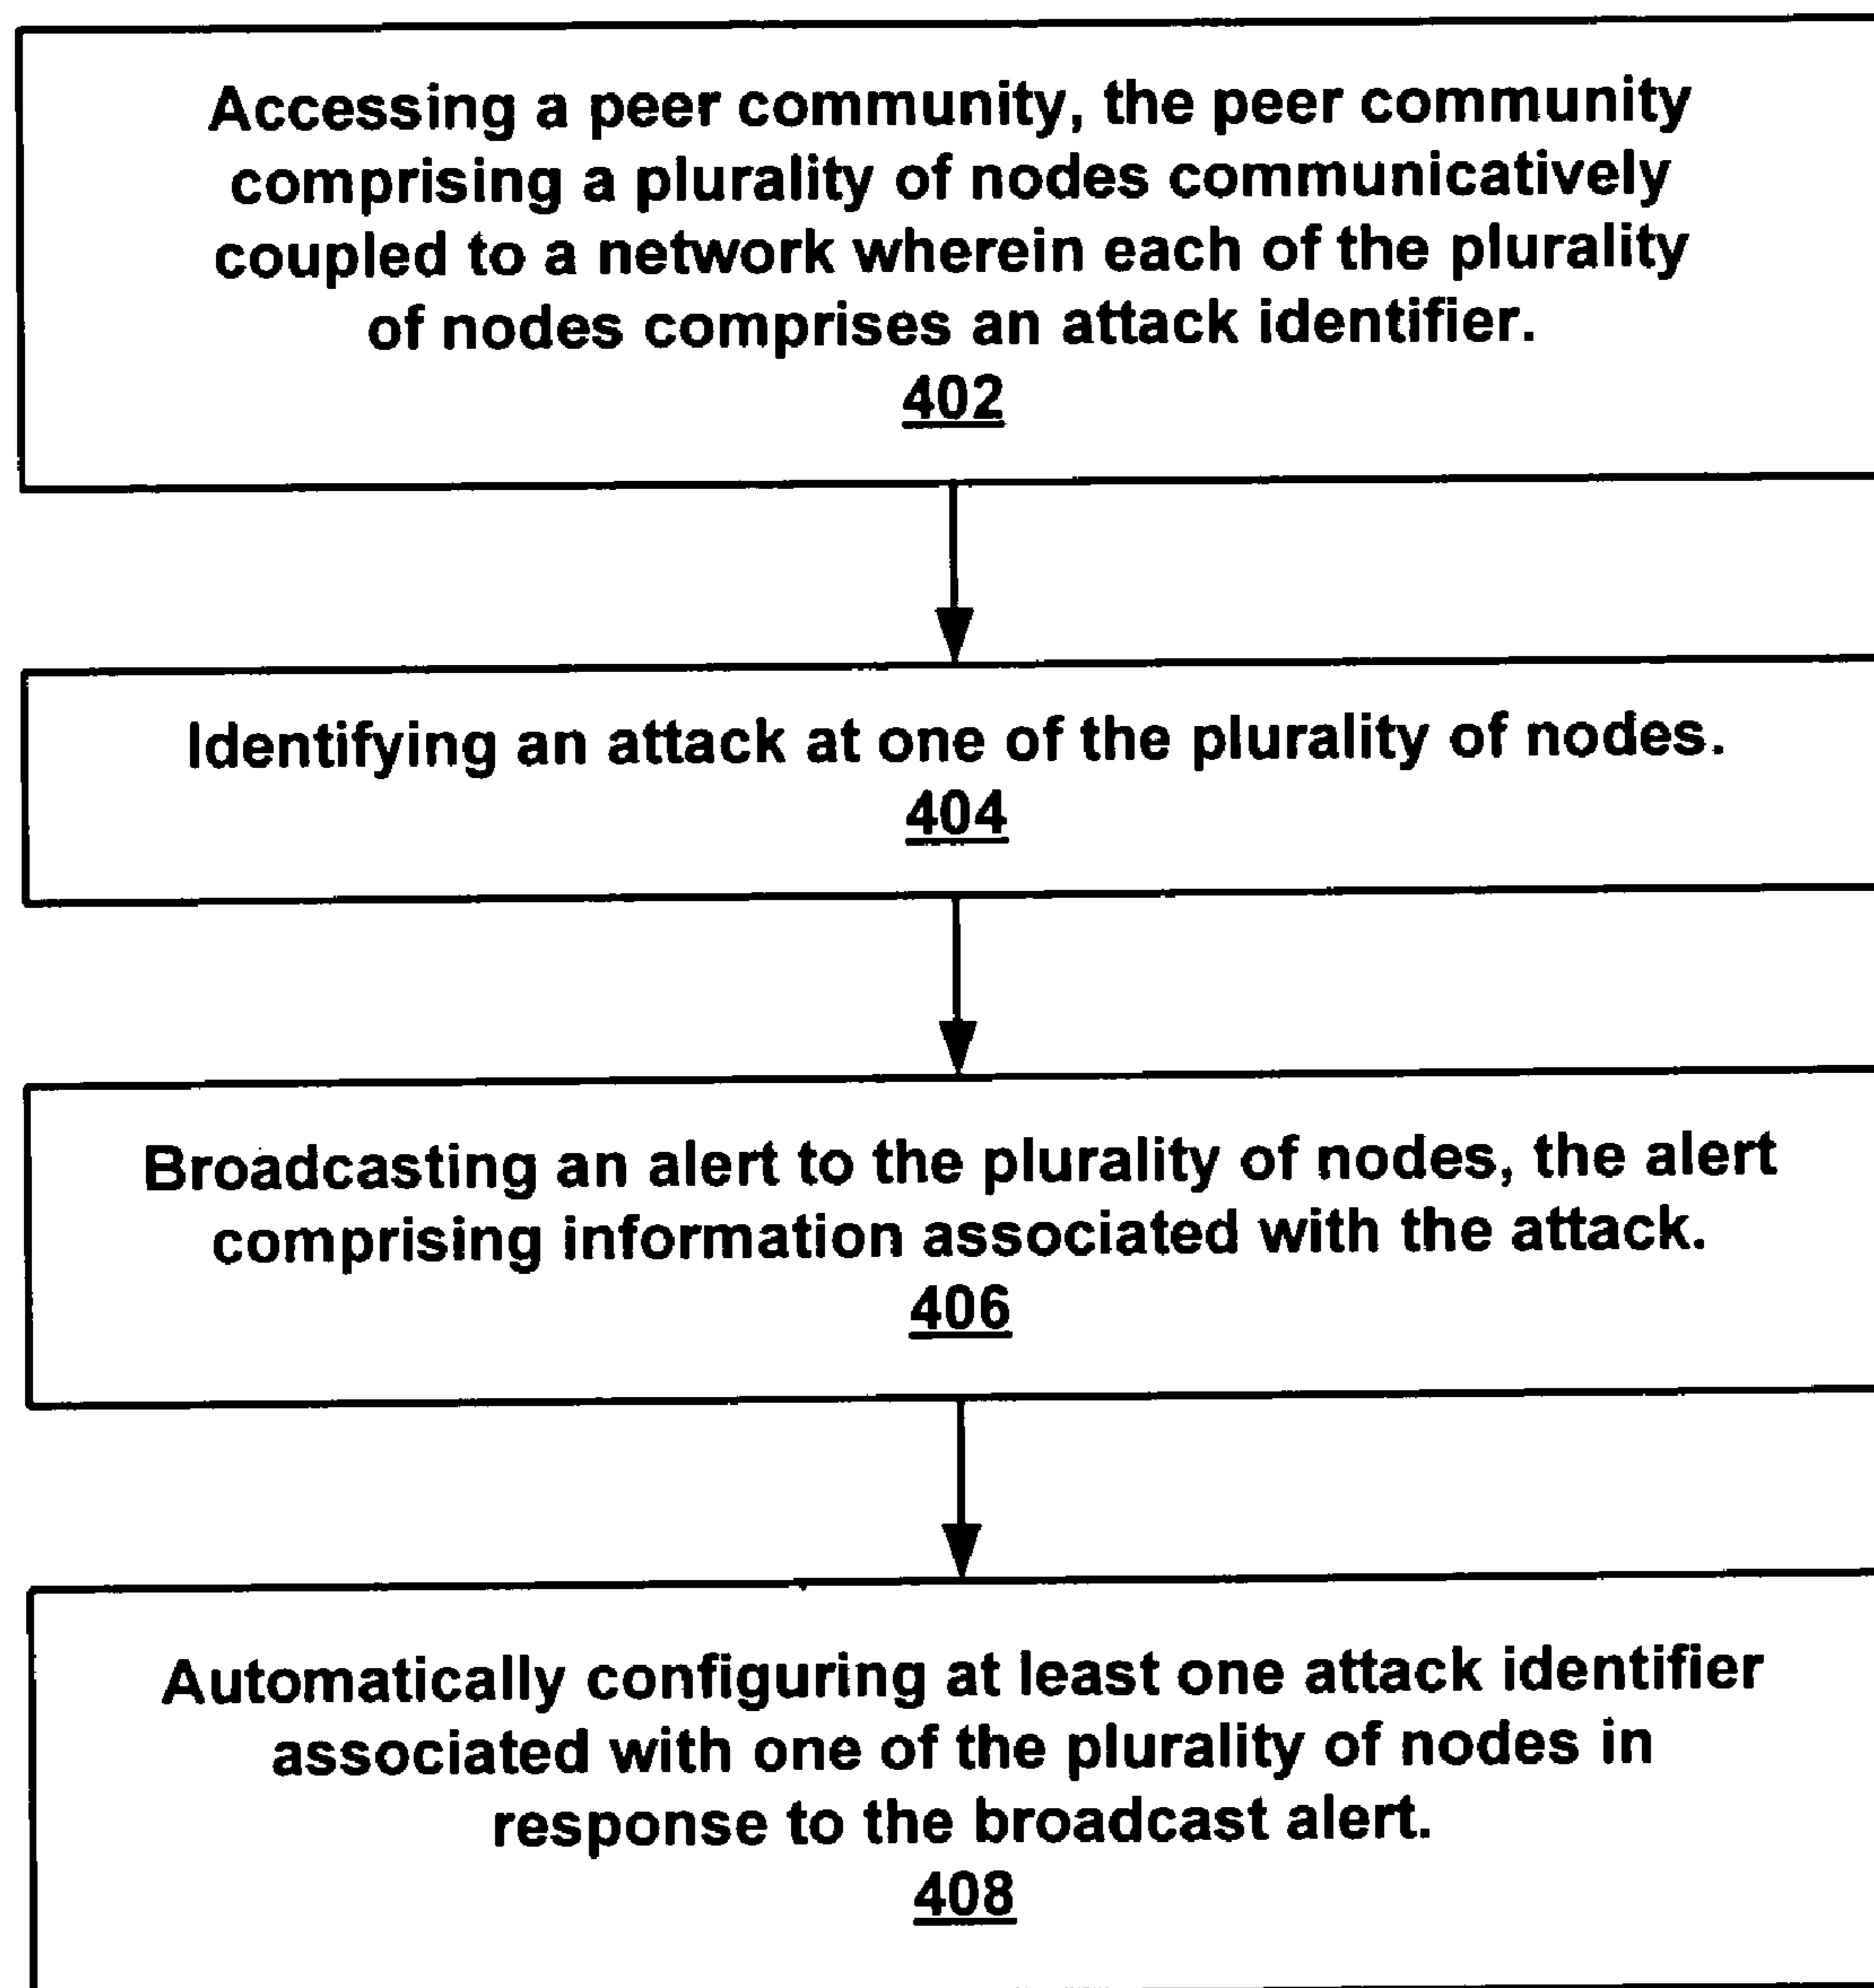 Accessing a peer community, the peer community
comprising a plurality of nodes communicatively
coupled to a network wherein each of the plurality
of nodes comprises an attack identifier.
402
Identifying an attack at one of the plurality of nodes.
404
Broadcasting an alert to the plurality of nodes, the alert
comprising information associated with the attack.
406
Automatically configuring at least one attack identifier
associated with one of the plurality of nodes in
response to the broadcast alert.
408